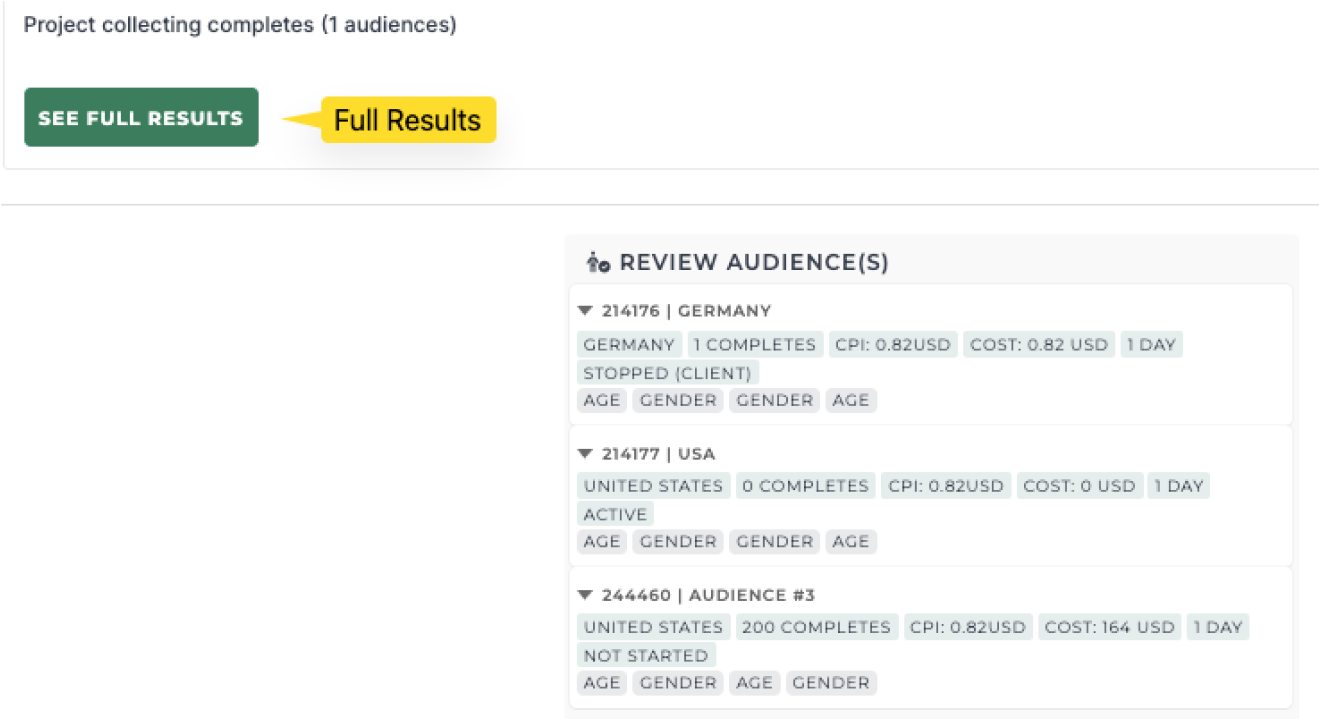 Project collecting completes (1 audiences)
SEE FULL RESULTS
Full Results
REVIEW AUDIENCE(S)
214176 | GERMANY
GERMANY 1 COMPLETES CPI: 0.82USD COST: 0.82 USD 1 DAY
STOPPED (CLIENT)
AGE GENDER GENDER AGE
214177 | USA
UNITED STATES 0 COMPLETES CPI: 0.82USD COST: 0 USD 1 DAY
ACTIVE
AGE GENDER GENDER AGE
244460 | AUDIENCE #3
UNITED STATES 200 COMPLETES CPI: 0.82USD COST: 164 USD 1 DAY
NOT STARTED
AGE GENDER AGE GENDER